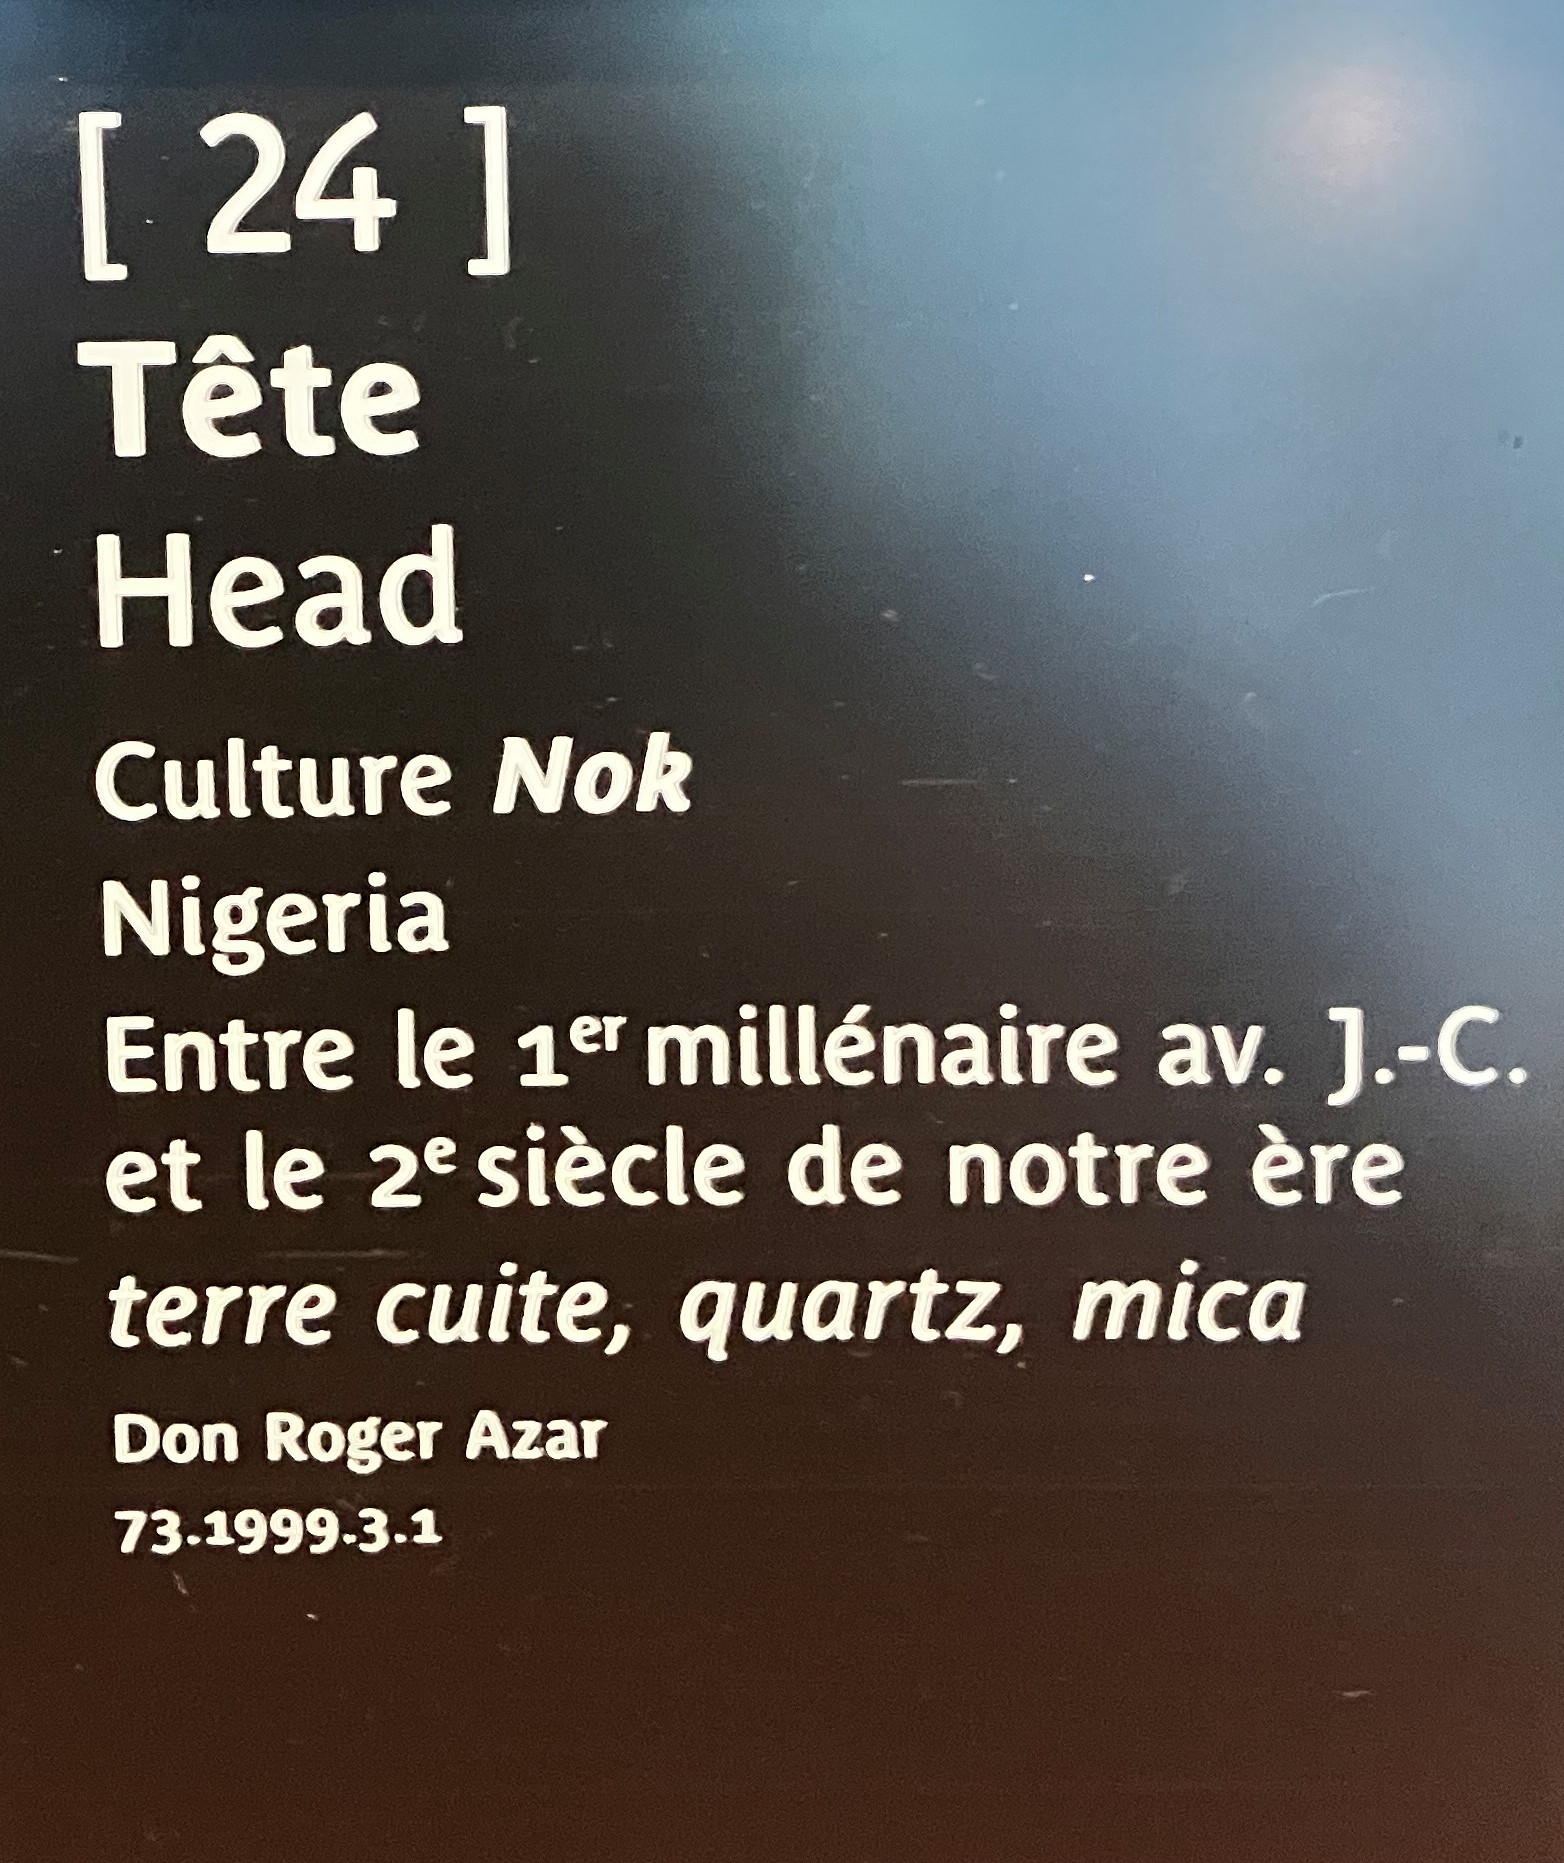 [ 24 ]
Tête
Head
Culture Nok
Nigeria
Entre le 1er millénaire av. J.-C.
et le 2e siècle de notre ère
terre cuite, quartz, mica
Don Roger Azar
73.1999.3.1